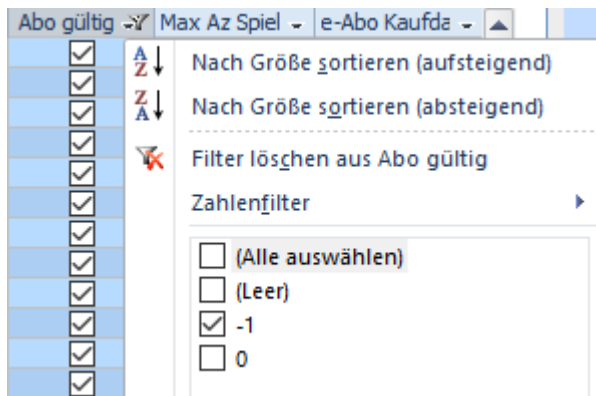 Abo gültig Max Az Spiel e-Abo Kaufda
Nach Größe sortieren (aufsteigend)
Nach Größe sortieren (absteigend)
Filter löschen aus Abo gültig
Zahlenfilter
(Alle auswählen)
(Leer)
-1
0